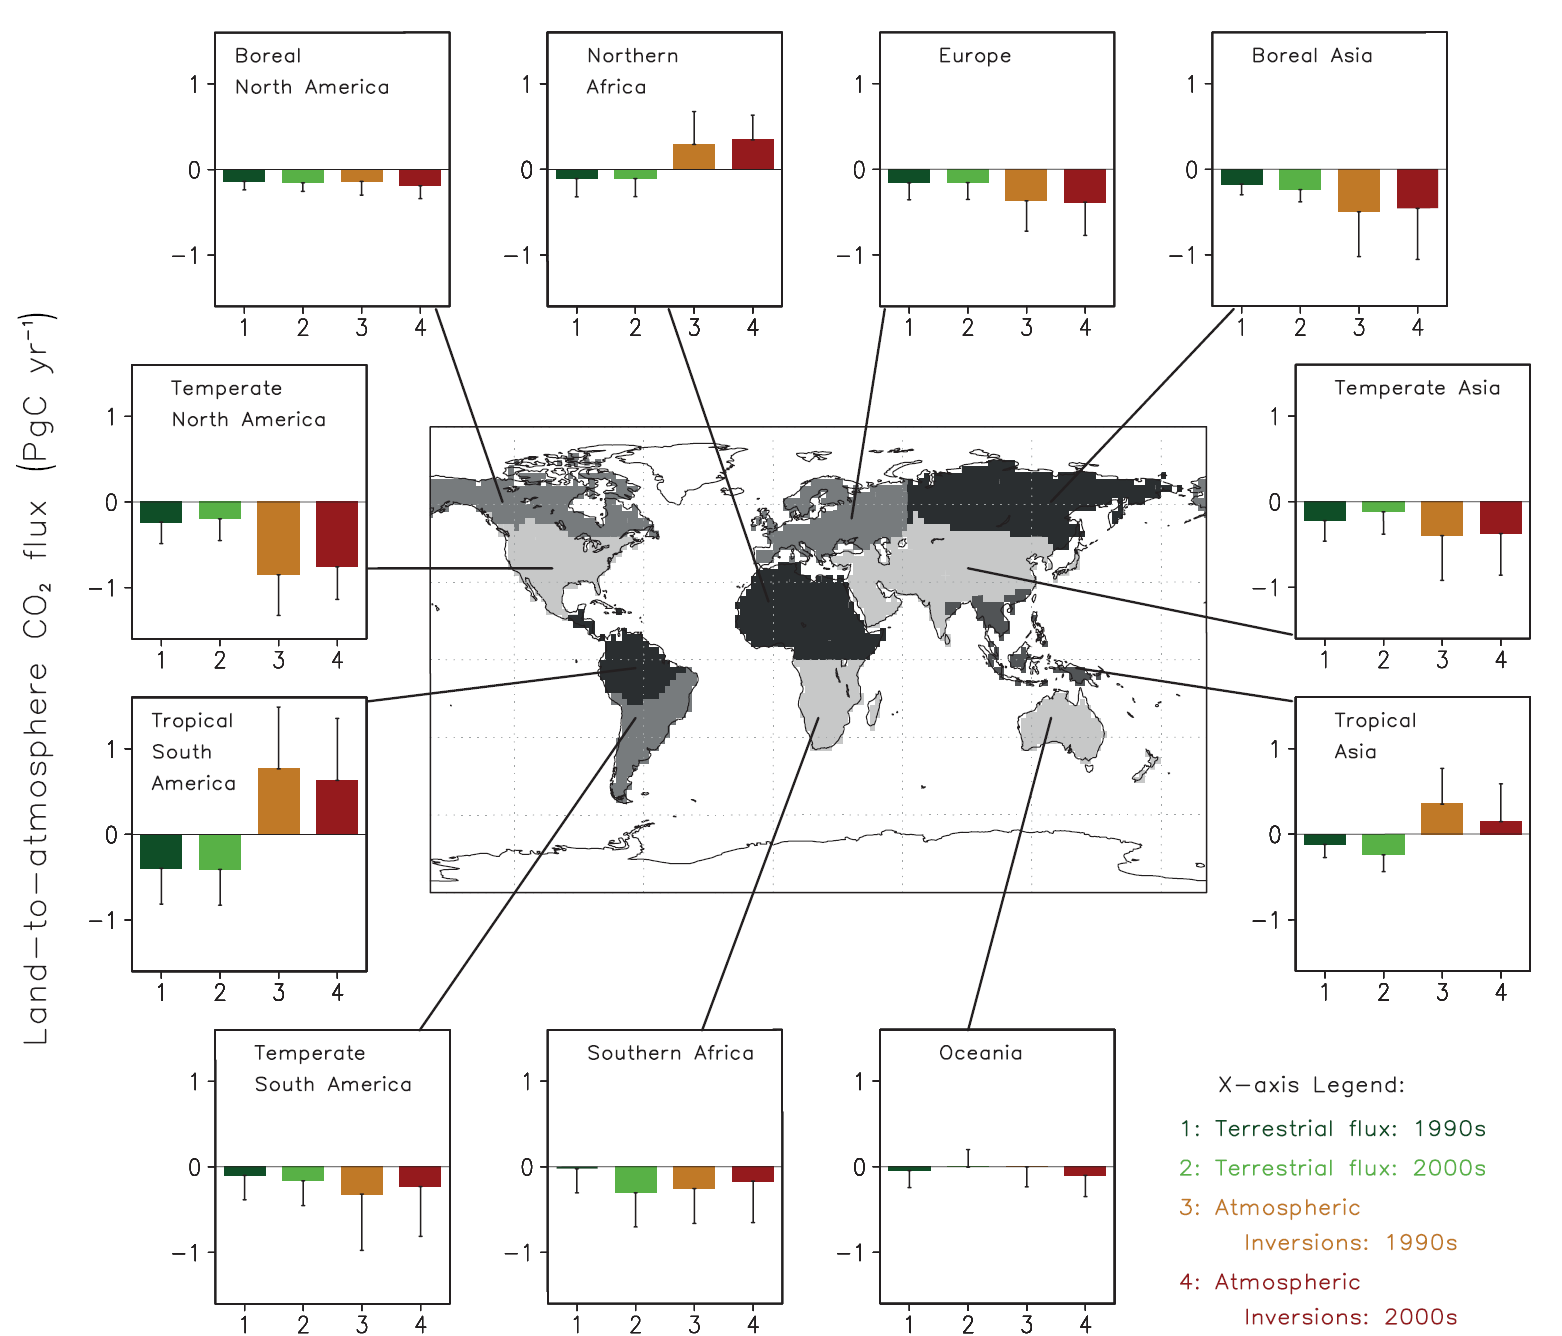 Boreal
North America
1
0
−1
1 2 3 4
Northern
Africa
1
0
−1
1 2 3 4
Europe
1
0
−1
1 2 3 4
Boreal Asia
1
0
−1
1 2 3 4
Land−to−atmosphere CO₂ flux (PgC yr⁻¹)
Temperate
North America
1
0
−1
1 2 3 4
Temperate Asia
1
0
−1
1 2 3 4
Tropical
South
America
1
0
−1
1 2 3 4
Tropical
Asia
1
0
−1
1 2 3 4
Temperate
South America
1
0
−1
1 2 3 4
Southern Africa
1
0
−1
1 2 3 4
Oceania
1
0
−1
1 2 3 4
X−axis Legend:
1: Terrestrial flux: 1990s
2: Terrestrial flux: 2000s
3: Atmospheric
Inversions: 1990s
4: Atmospheric
Inversions: 2000s